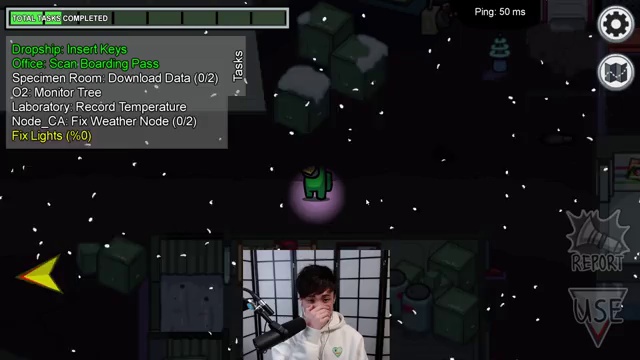 TOTAL TASKS COMPLETED
Ping: 50 ms
Dropship: Insert Keys
Office: Scan Boarding Pass
Specimen Room: Download Data (0/2)
O2: Monitor Tree
Laboratory: Record Temperature
Node_CA: Fix Weather Node (0/2)
Fix Lights (%0)
Tasks
REPORT
USE